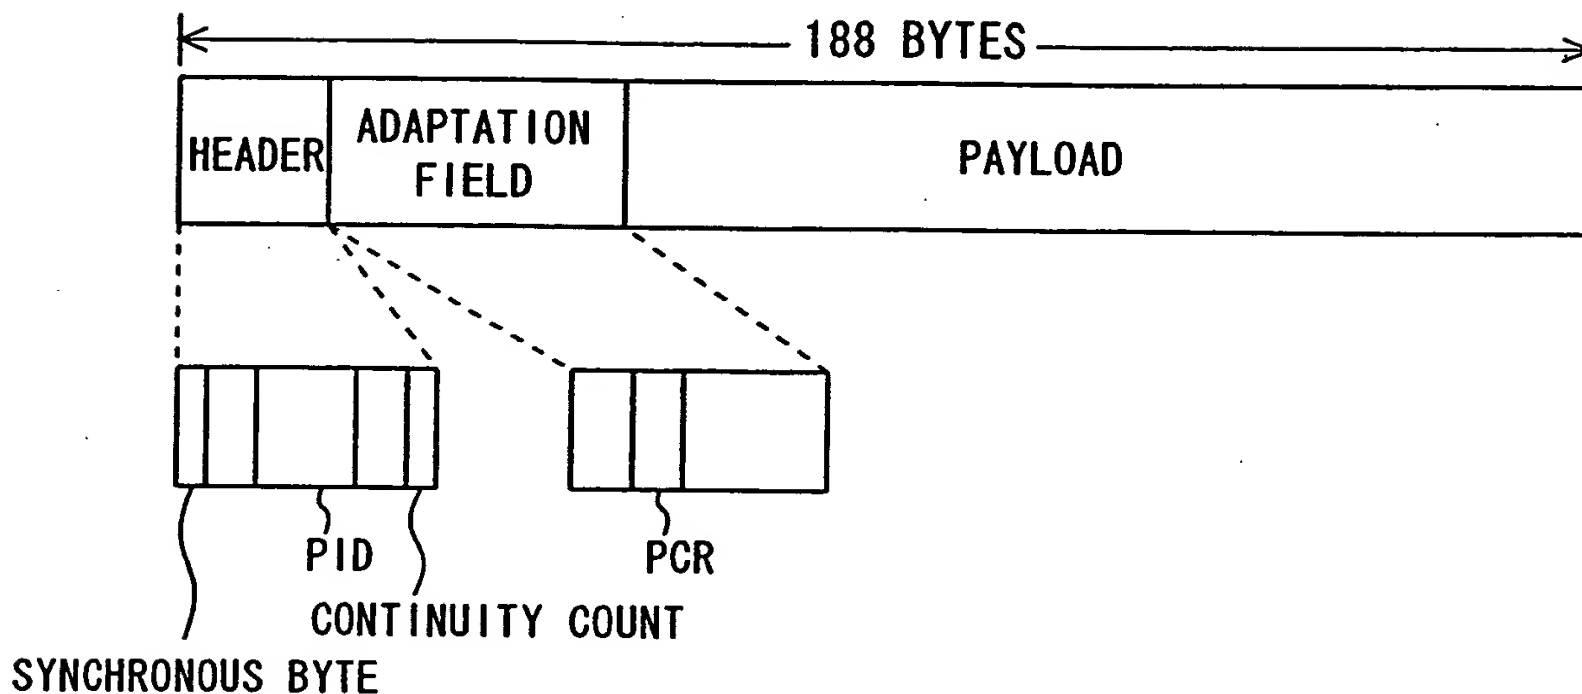 188 BYTES
HEADER
ADAPTATION
FIELD
PAYLOAD
PID
PCR
CONTINUITY COUNT
SYNCHRONOUS BYTE